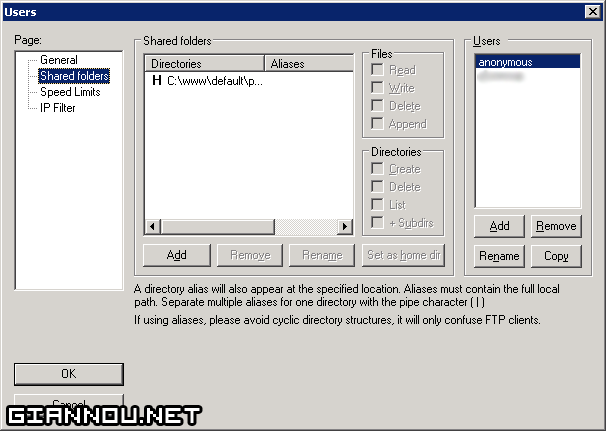 Users
Page:
General
Shared folders
Speed Limits
IP Filter
Shared folders
Directories Aliases
H C:\www\default\p...
Files
Read
Write
Delete
Append
Directories
Create
Delete
List
+ Subdirs
Add Remove Rename Set as home dir
Users
anonymous
Add Remove
Rename Copy
A directory alias will also appear at the specified location. Aliases must contain the full local
path. Separate multiple aliases for one directory with the pipe character ( | )
If using aliases, please avoid cyclic directory structures, it will only confuse FTP clients.
OK
Cancel
GIANNOU.NET